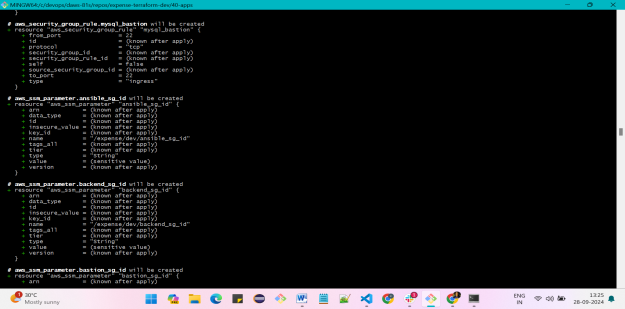 MINGW64:/c/devops/daws-81s/repos/expense-terraform-dev/40-apps
}
# aws_security_group_rule.mysql_bastion will be created
+ resource "aws_security_group_rule" "mysql_bastion" {
+ from_port = 22
+ id = (known after apply)
+ protocol = "tcp"
+ security_group_id = (known after apply)
+ security_group_rule_id = (known after apply)
+ self = false
+ source_security_group_id = (known after apply)
+ to_port = 22
+ type = "ingress"
}
# aws_ssm_parameter.ansible_sg_id will be created
+ resource "aws_ssm_parameter" "ansible_sg_id" {
+ arn = (known after apply)
+ data_type = (known after apply)
+ id = (known after apply)
+ insecure_value = (known after apply)
+ key_id = (known after apply)
+ name = "/expense/dev/ansible_sg_id"
+ tags_all = (known after apply)
+ tier = (known after apply)
+ type = "String"
+ value = (sensitive value)
+ version = (known after apply)
}
# aws_ssm_parameter.backend_sg_id will be created
+ resource "aws_ssm_parameter" "backend_sg_id" {
+ arn = (known after apply)
+ data_type = (known after apply)
+ id = (known after apply)
+ insecure_value = (known after apply)
+ key_id = (known after apply)
+ name = "/expense/dev/backend_sg_id"
+ tags_all = (known after apply)
+ tier = (known after apply)
+ type = "String"
+ value = (sensitive value)
+ version = (known after apply)
}
# aws_ssm_parameter.bastion_sg_id will be created
+ resource "aws_ssm_parameter" "bastion_sg_id" {
+ arn = (known after apply)
30°C
Mostly sunny
ENG
IN
13:25
28-09-2024